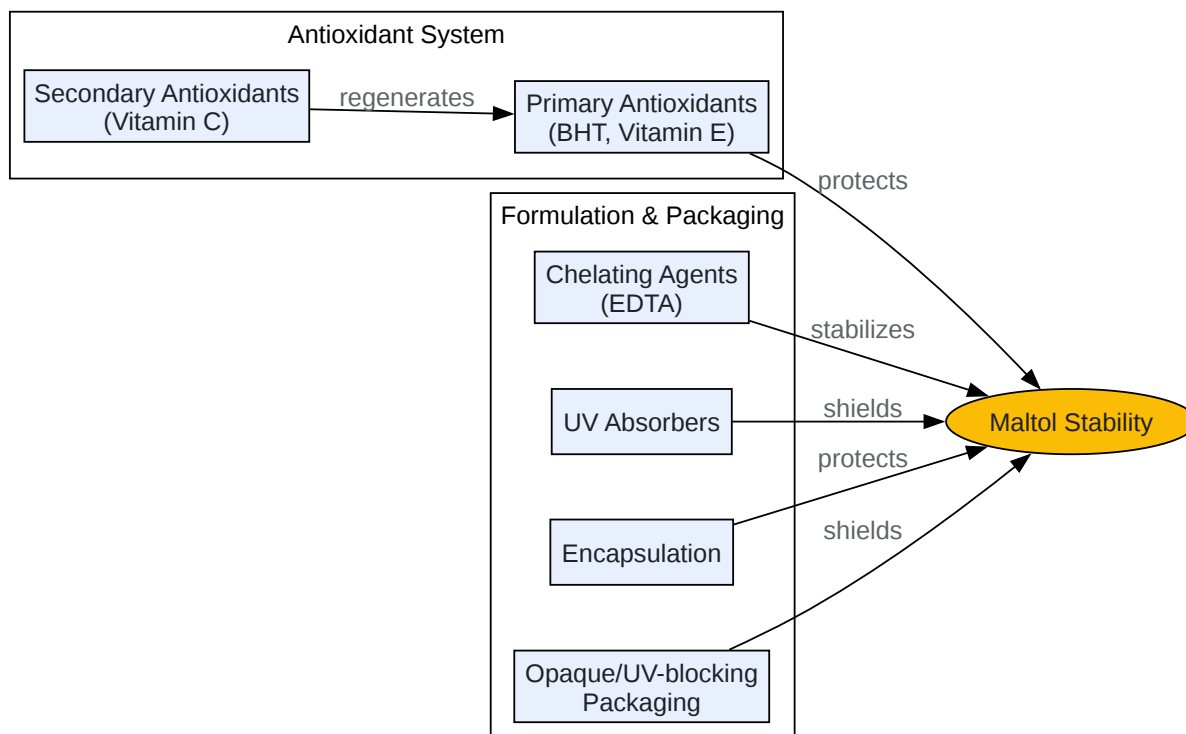 Antioxidant System
Secondary Antioxidants
(Vitamin C)
regenerates
Primary Antioxidants
(BHT, Vitamin E)
protects
Formulation & Packaging
Chelating Agents
(EDTA)
stabilizes
UV Absorbers
shields
Maltol Stability
protects
Encapsulation
shields
Opaque/UV-blocking
Packaging